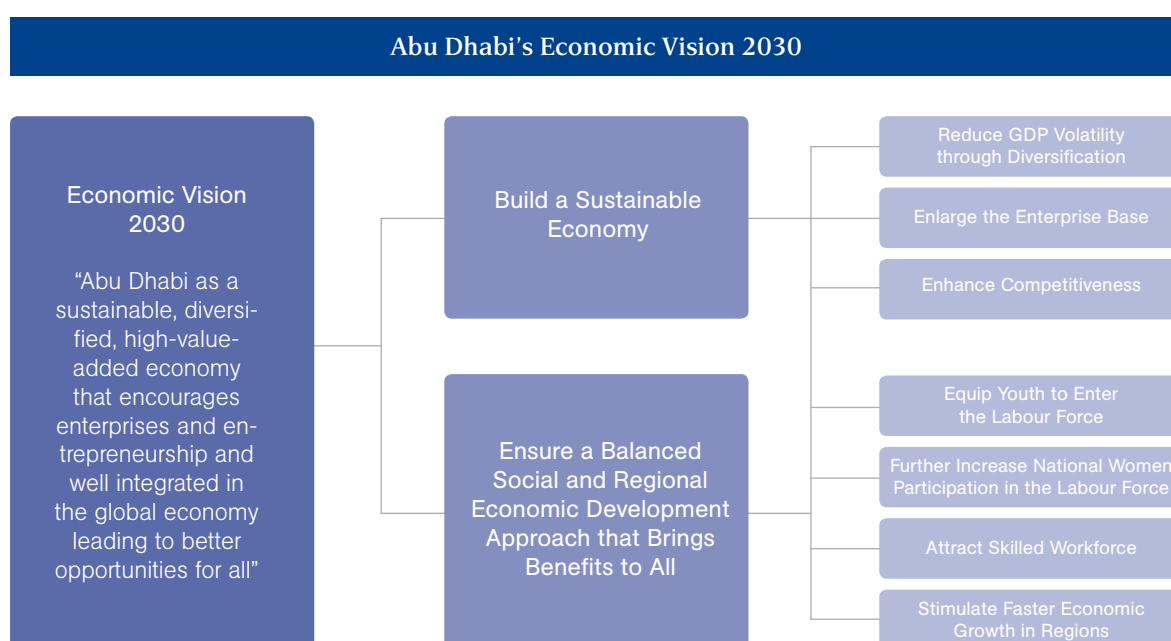 Abu Dhabi’s Economic Vision 2030
Economic Vision
2030
“Abu Dhabi as a
sustainable, diversi-
fied, high-value-
added economy
that encourages
enterprises and en-
trepreneurship and
well integrated in
the global economy
leading to better
opportunities for all”
Build a Sustainable
Economy
Reduce GDP Volatility
through Diversification
Enlarge the Enterprise Base
Enhance Competitiveness
Ensure a Balanced
Social and Regional
Economic Development
Approach that Brings
Benefits to All
Equip Youth to Enter
the Labour Force
Further Increase National Women
Participation in the Labour Force
Attract Skilled Workforce
Stimulate Faster Economic
Growth in Regions